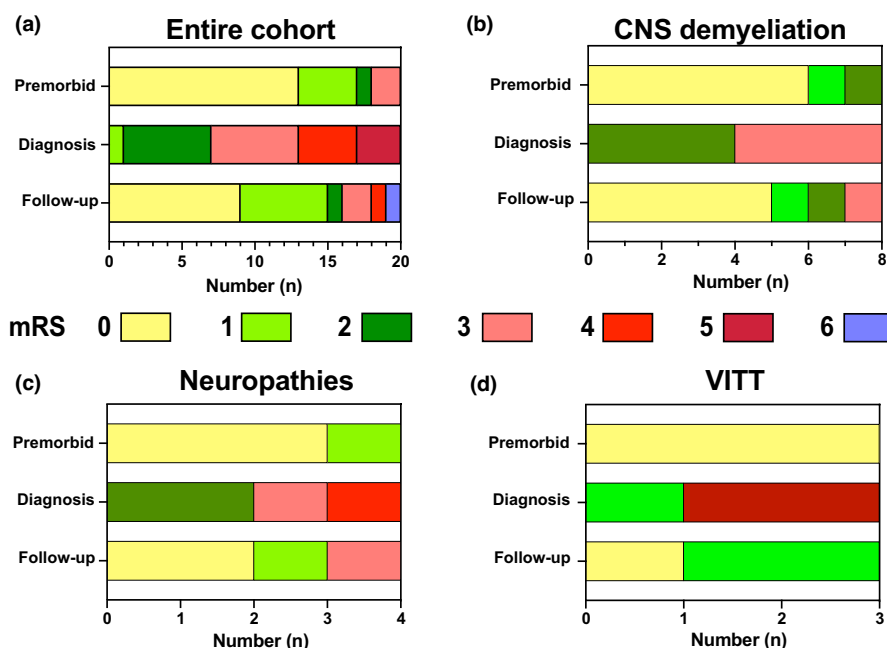 (a) Entire cohort
Premorbid
Diagnosis
Follow-up
0 5 10 15 20
Number (n)
(b) CNS demyeliation
Premorbid
Diagnosis
Follow-up
0 2 4 6 8
Number (n)
mRS 0 1 2 3 4 5 6
(c) Neuropathies
Premorbid
Diagnosis
Follow-up
0 1 2 3 4
Number (n)
(d) VITT
Premorbid
Diagnosis
Follow-up
0 1 2 3
Number (n)